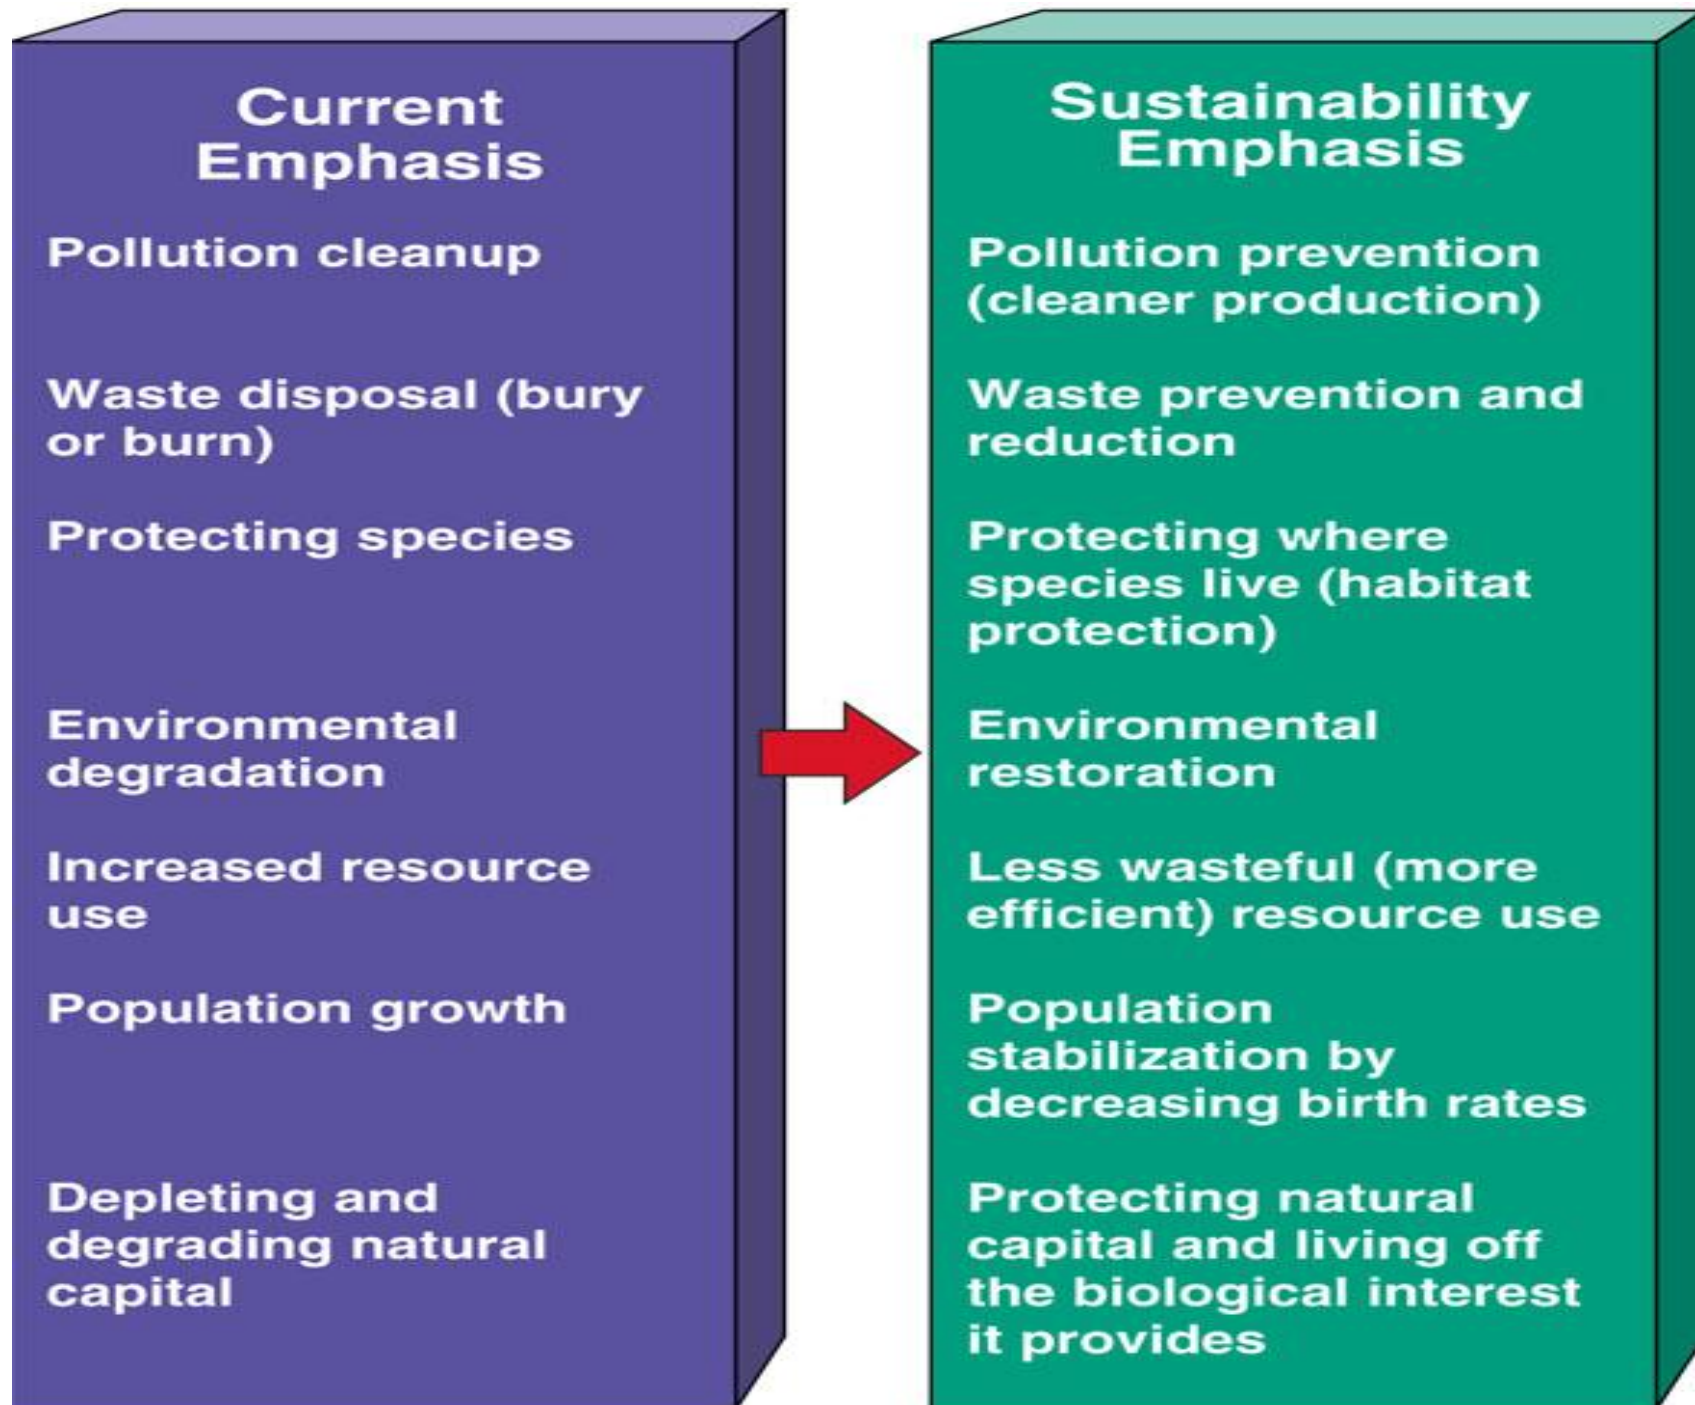 Current
Emphasis
Pollution cleanup
Waste disposal (bury
or burn)
Protecting species
Environmental
degradation
Increased resource
use
Population growth
Depleting and
degrading natural
capital
Sustainability
Emphasis
Pollution prevention
(cleaner production)
Waste prevention and
reduction
Protecting where
species live (habitat
protection)
Environmental
restoration
Less wasteful (more
efficient) resource use
Population
stabilization by
decreasing birth rates
Protecting natural
capital and living off
the biological interest
it provides